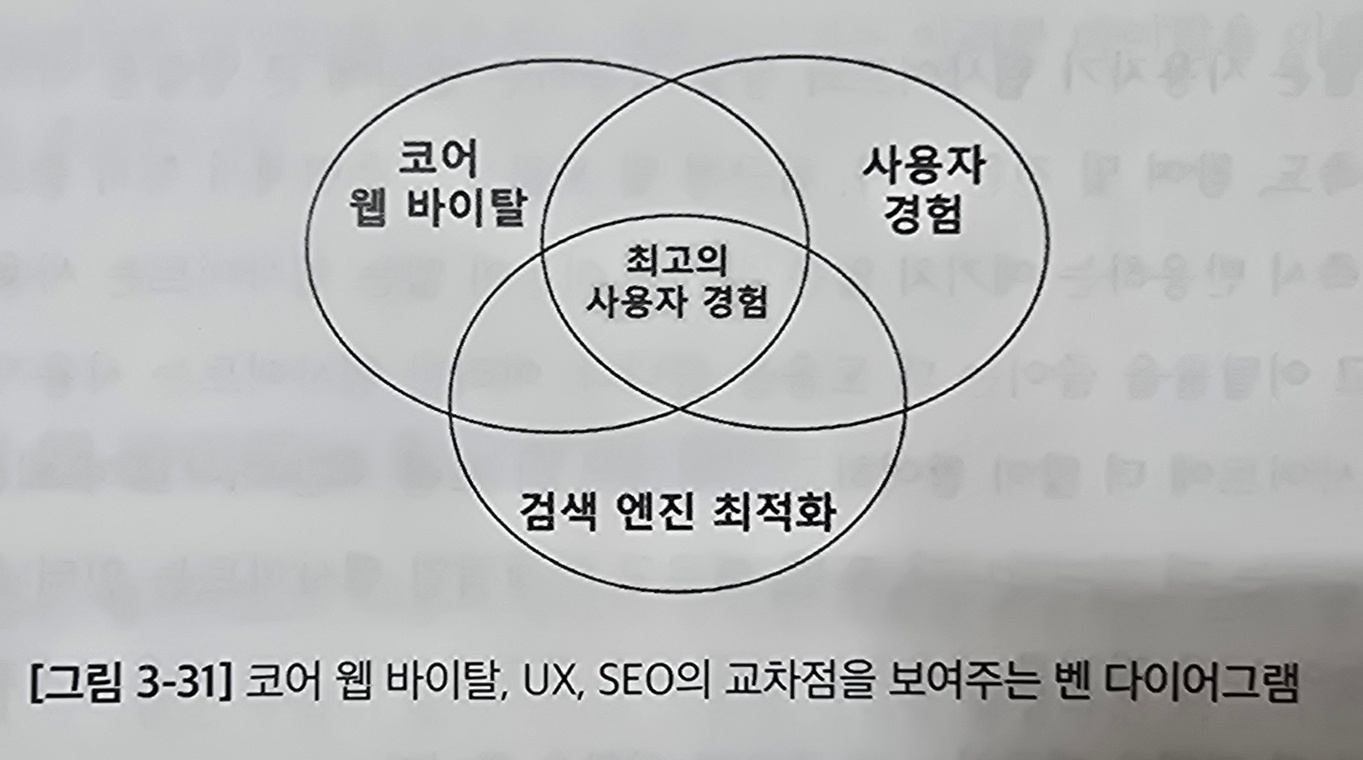 코어
웹 바이탈
사용자
경험
최고의
사용자 경험
검색 엔진 최적화
[그림 3-31] 코어 웹 바이탈, UX, SEO의 교차점을 보여주는 벤 다이어그램